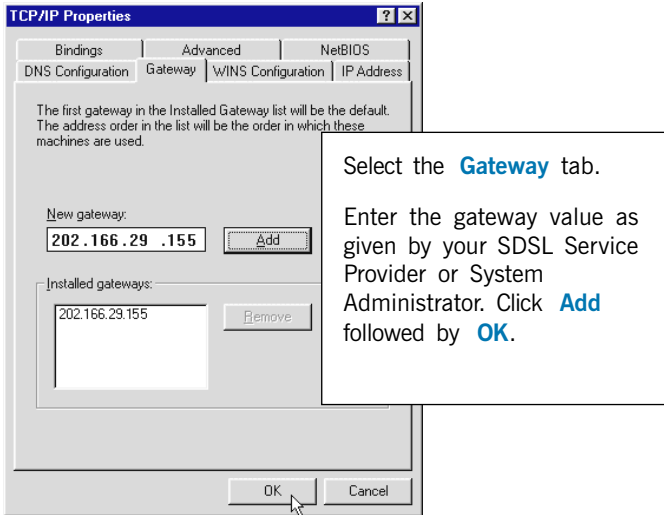 TCP/IP Properties
Bindings Advanced NetBIOS
DNS Configuration Gateway WINS Configuration IP Address
The first gateway in the Installed Gateway list will be the default.
The address order in the list will be the order in which these
machines are used.
New gateway:
202.166.29 .155 Add
Installed gateways:
202.166.29.155 Remove
OK Cancel
Select the Gateway tab.
Enter the gateway value as
given by your SDSL Service
Provider or System
Administrator. Click Add
followed by OK.